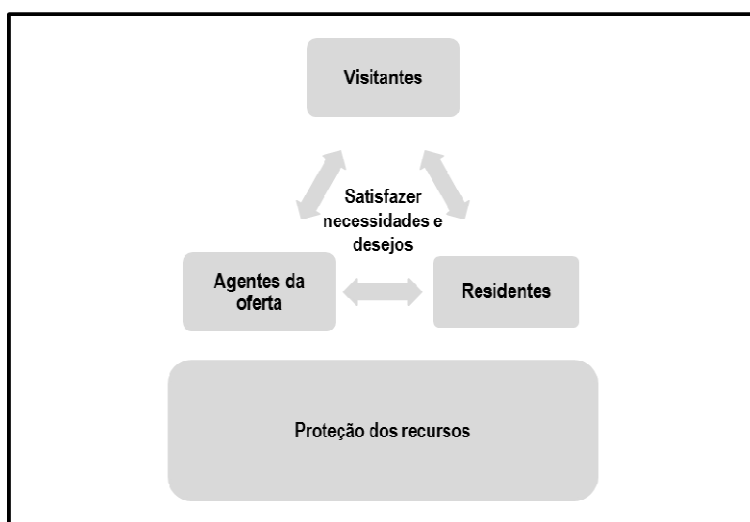 Visitantes
Satisfazer
necessidades e
desejos
Agentes da
oferta
Residentes
Proteção dos recursos